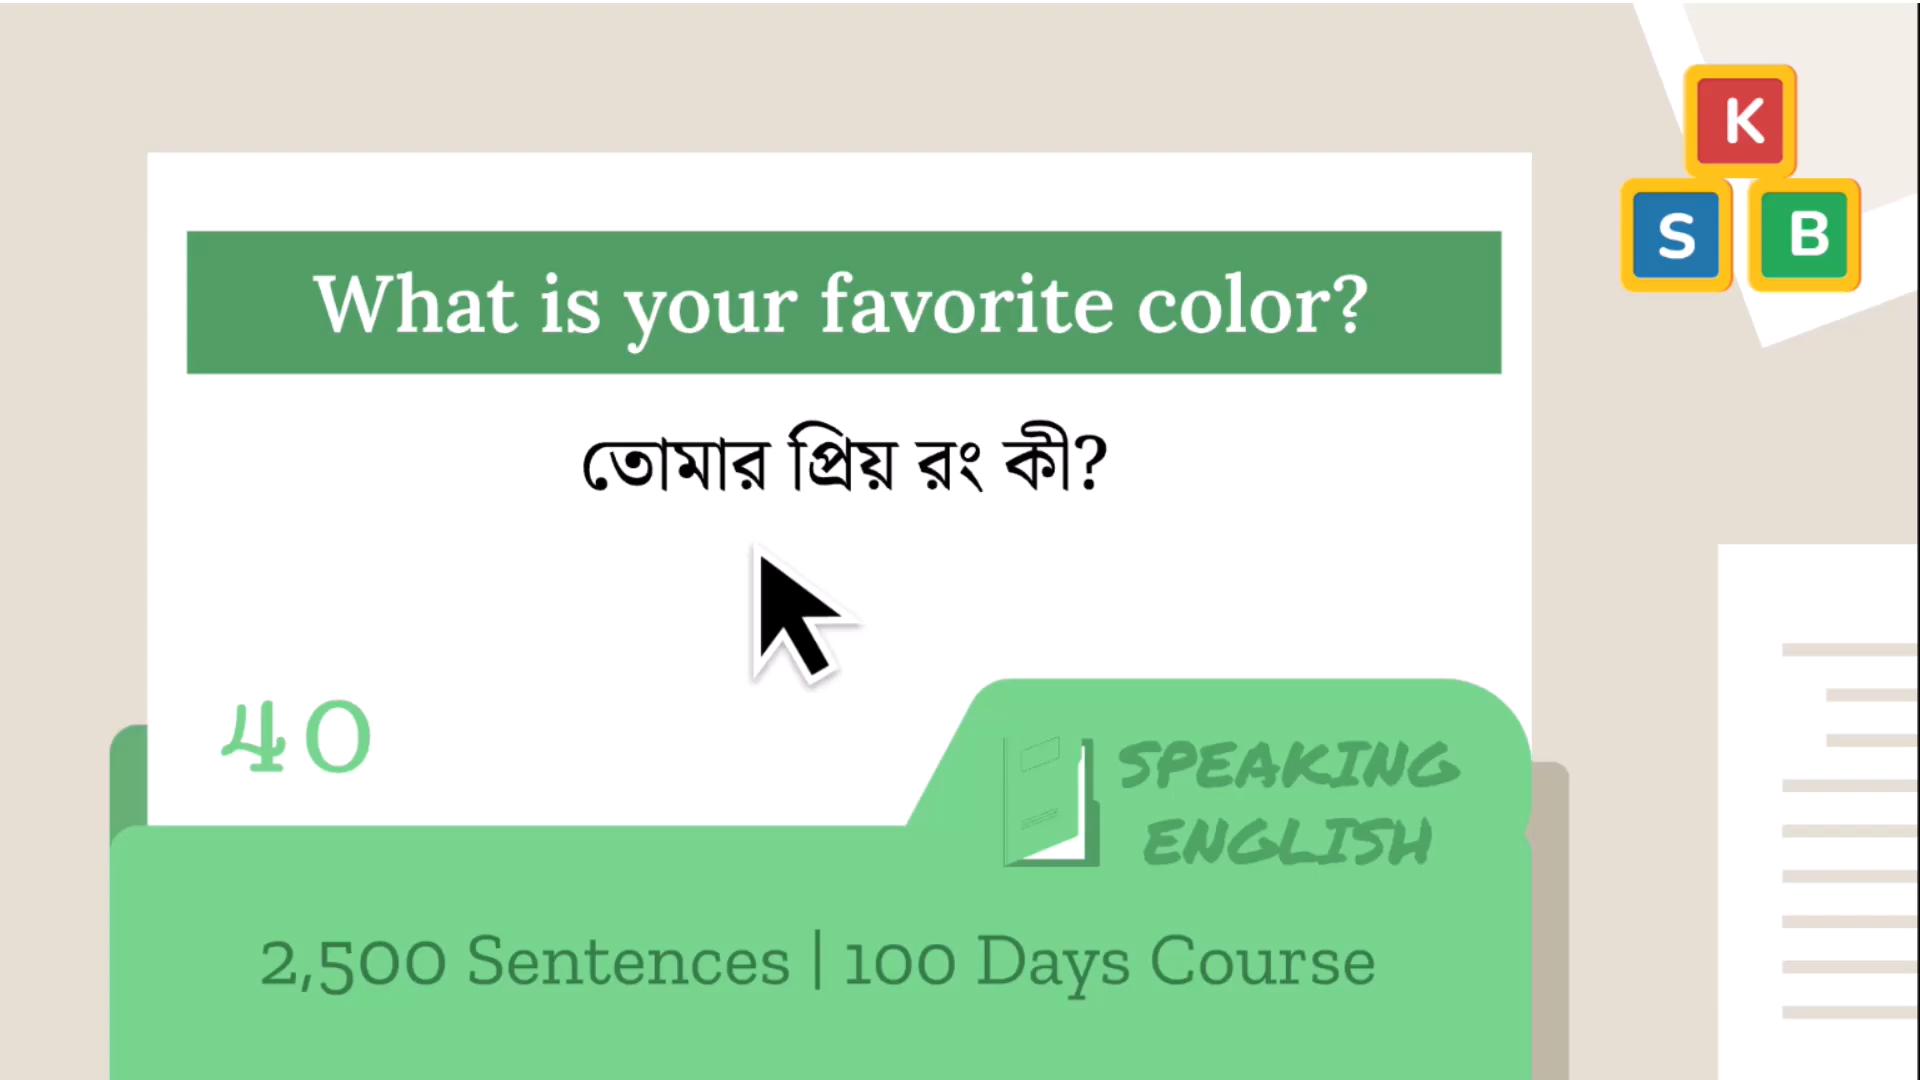 K
S B
What is your favorite color?
তোমার প্রিয় রং কী?
40
SPEAKING
ENGLISH
2,500 Sentences | 100 Days Course